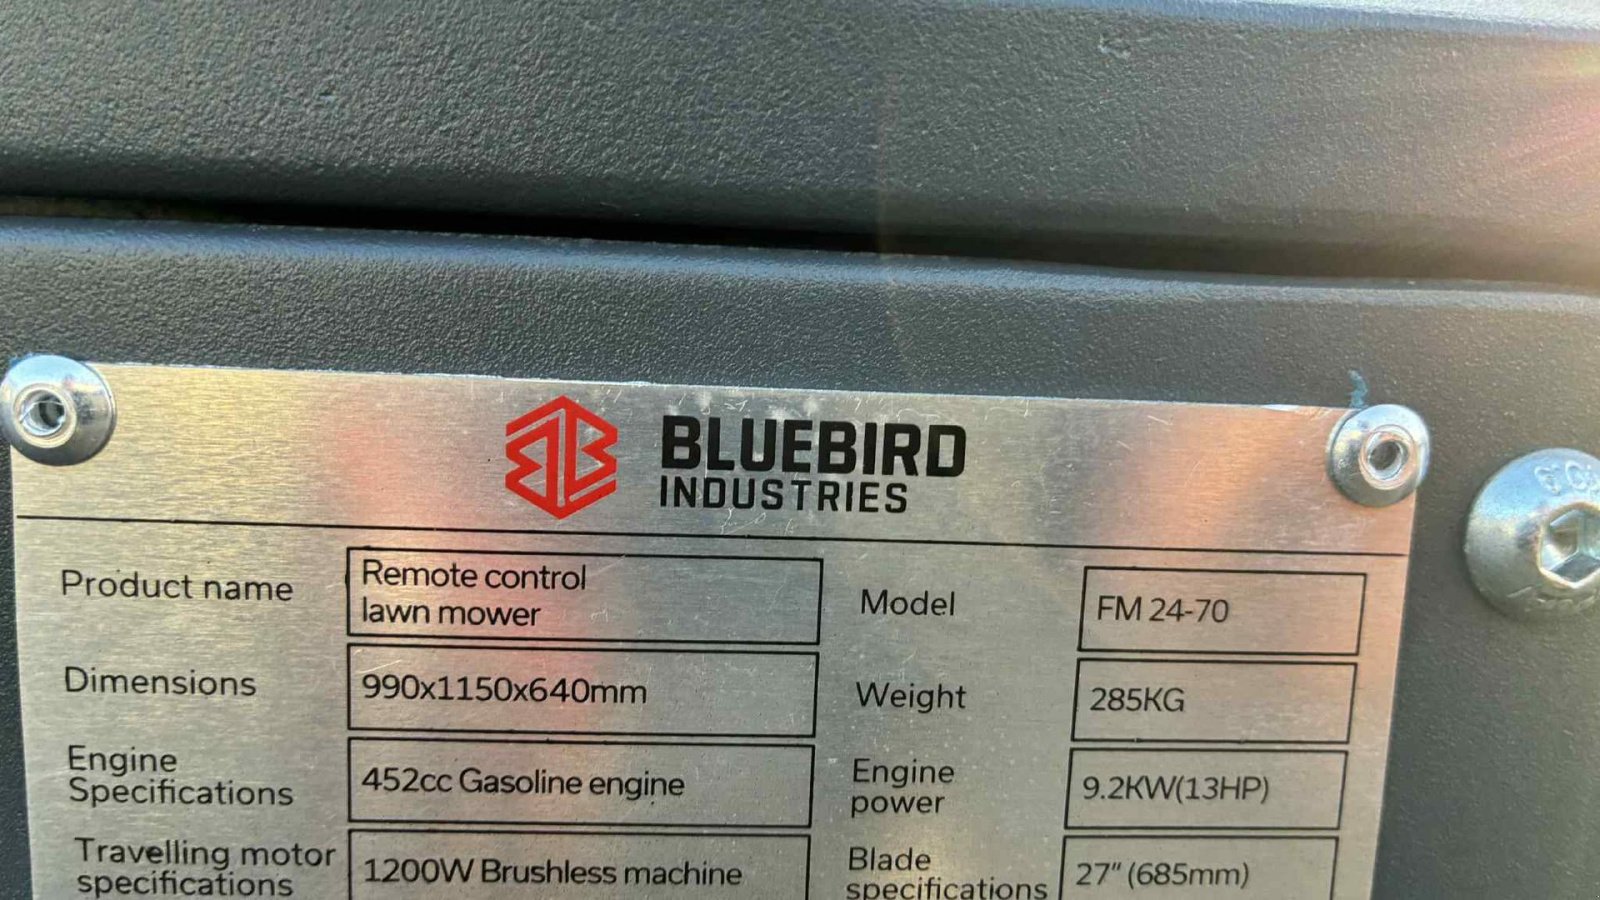 BLUEBIRD
INDUSTRIES
Product name
Remote control
lawn mower
Model
FM 24-70
Dimensions
990x1150x640mm
Weight
285KG
Engine
Specifications
452cc Gasoline engine
Engine
power
9.2KW(13HP)
Travelling motor
specifications
1200W Brushless machine
Blade
specifications
27" (685mm)